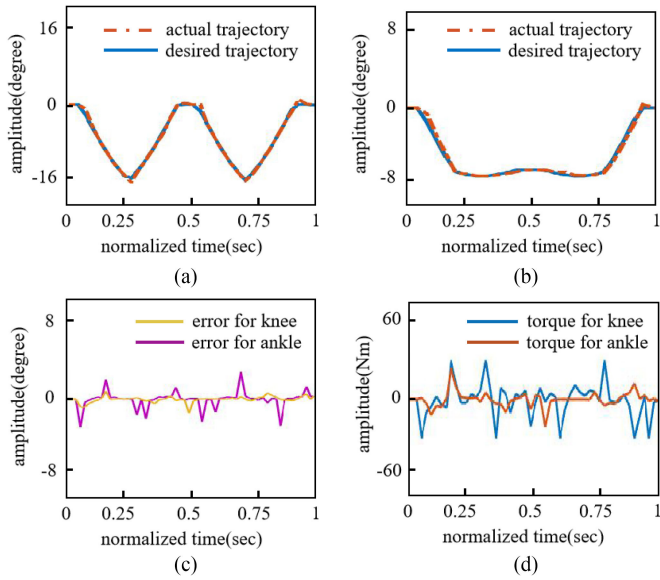 16
actual trajectory
desired trajectory
0
-16
amplitude(degree)
0 0.25 0.5 0.75 1
normalized time(sec)
(a)
8
actual trajectory
desired trajectory
0
-8
amplitude(degree)
0 0.25 0.5 0.75 1
normalized time(sec)
(b)
8
error for knee
error for ankle
0
-8
amplitude(degree)
0 0.25 0.5 0.75 1
normalized time(sec)
(c)
60
torque for knee
torque for ankle
0
-60
amplitude(Nm)
0 0.25 0.5 0.75 1
normalized time(sec)
(d)